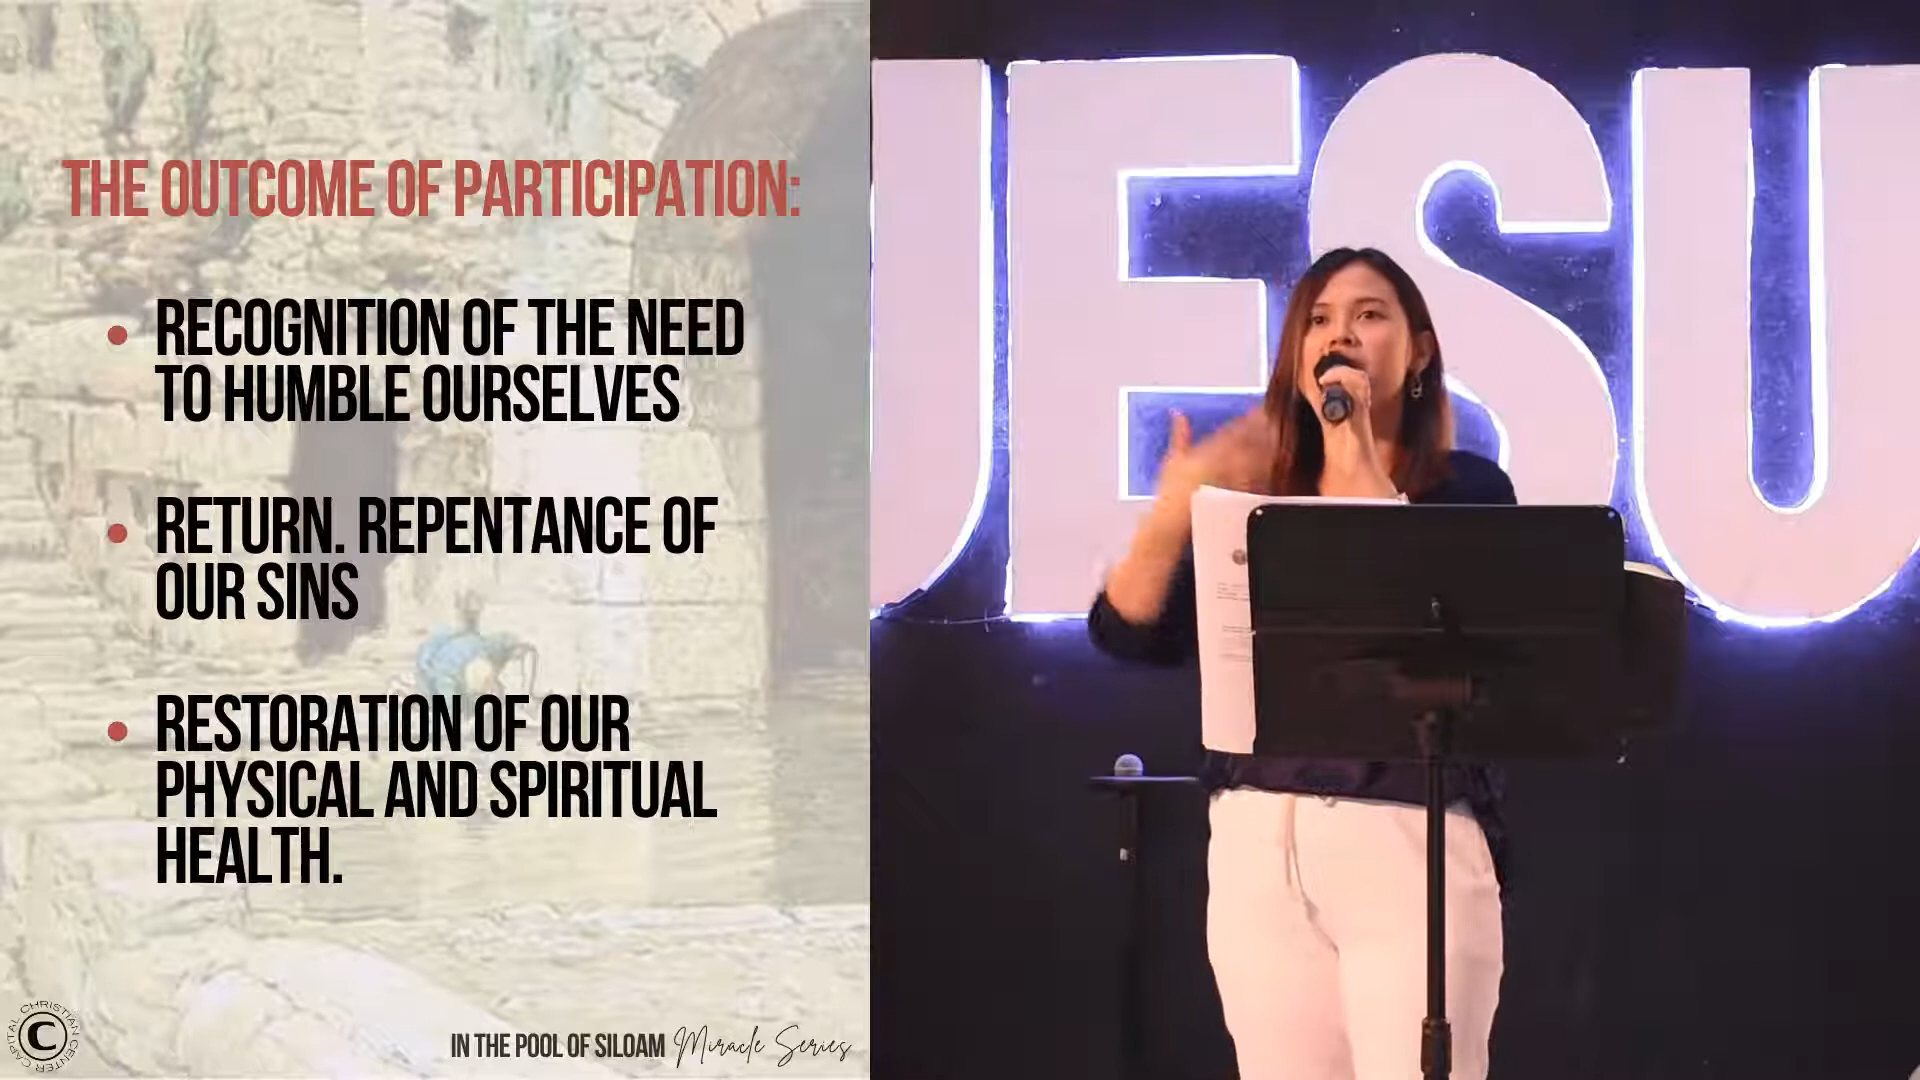 THE OUTCOME OF PARTICIPATION:
RECOGNITION OF THE NEED
TO HUMBLE OURSELVES
RETURN. REPENTANCE OF
OUR SINS
RESTORATION OF OUR
PHYSICAL AND SPIRITUAL
HEALTH.
CAPITAL CHRISTIAN CENTER
C
IN THE POOL OF SILOAM Miracle Series
JESU